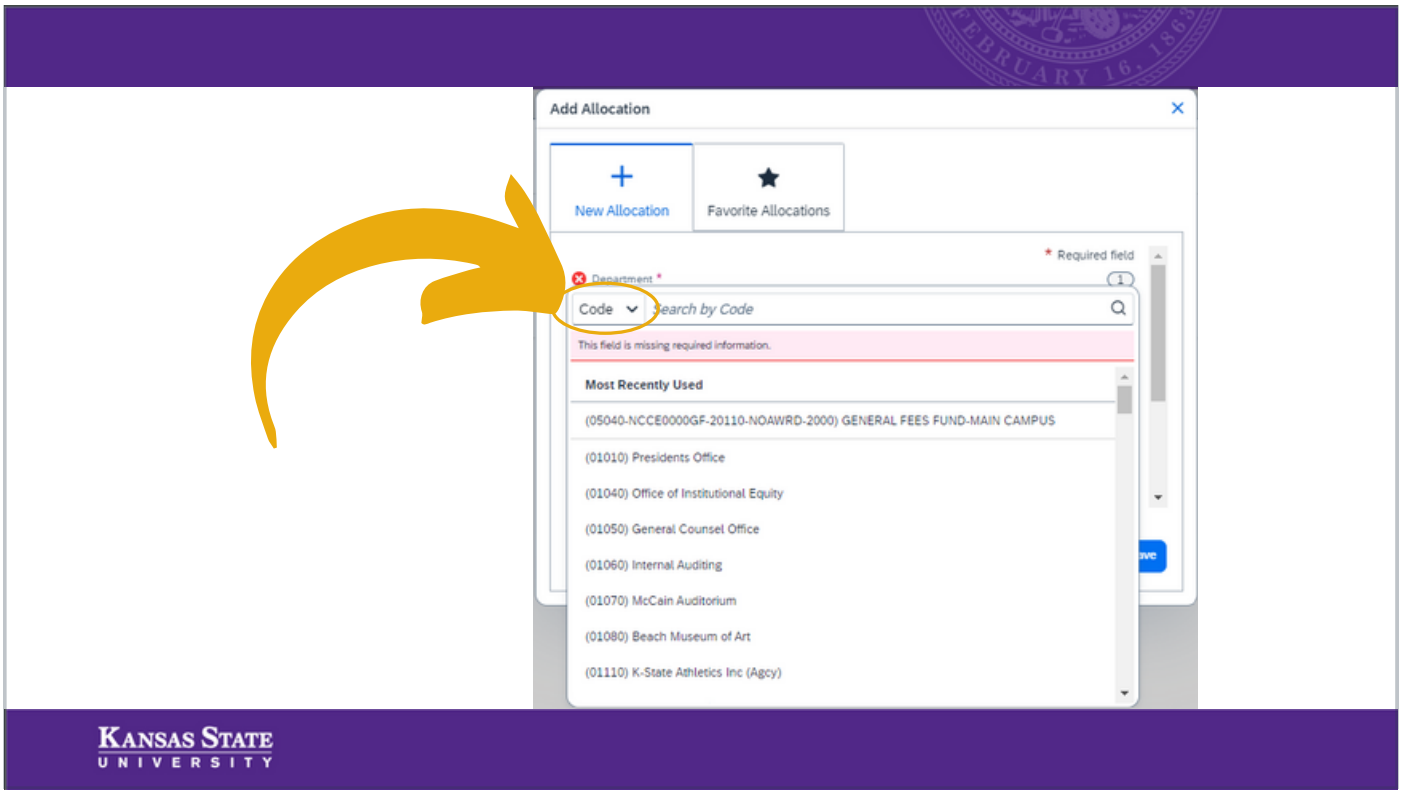 FEBRUARY 16, 1863
Add Allocation
New Allocation
Favorite Allocations
* Required field
Department *
1
Code
Search by Code
This field is missing required information.
Most Recently Used
(05040-NCCE0000GF-20110-NOAWRD-2000) GENERAL FEES FUND-MAIN CAMPUS
(01010) Presidents Office
(01040) Office of Institutional Equity
(01050) General Counsel Office
(01060) Internal Auditing
(01070) McCain Auditorium
(01080) Beach Museum of Art
(01110) K-State Athletics Inc (Agcy)
KANSAS STATE
UNIVERSITY